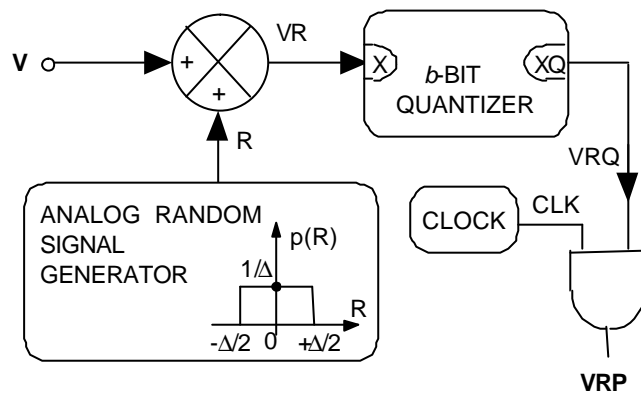 V
+
+
VR
R
X
XQ
b-BIT
QUANTIZER
VRQ
CLOCK
CLK
VRP
ANALOG RANDOM
SIGNAL
GENERATOR
p(R)
1/Δ
R
-Δ/2
0
+Δ/2